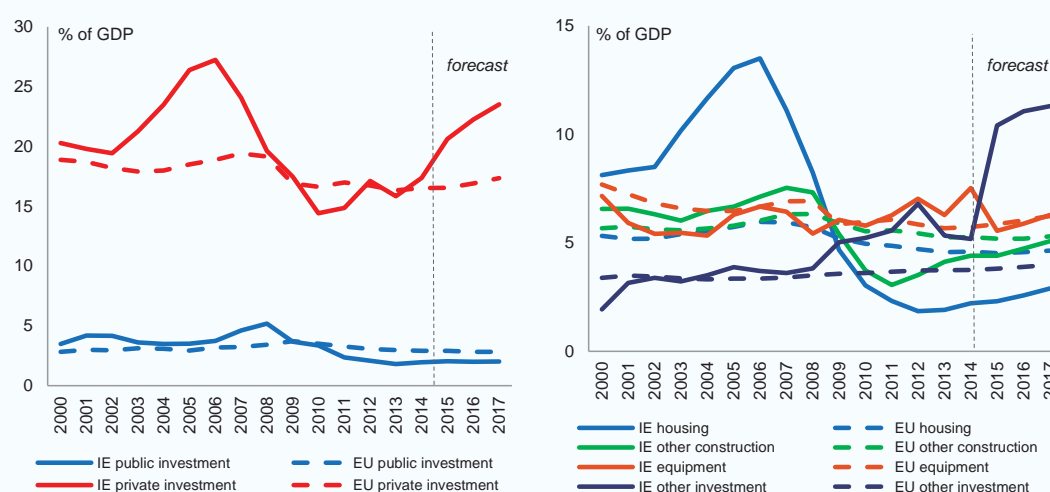 % of GDP
forecast
30
25
20
15
10
5
0
2000 2001 2002 2003 2004 2005 2006 2007 2008 2009 2010 2011 2012 2013 2014 2015 2016 2017
IE public investment EU public investment
IE private investment EU private investment
% of GDP
forecast
15
10
5
0
2000 2001 2002 2003 2004 2005 2006 2007 2008 2009 2010 2011 2012 2013 2014 2015 2016 2017
IE housing EU housing
IE other construction EU other construction
IE equipment EU equipment
IE other investment EU other investment